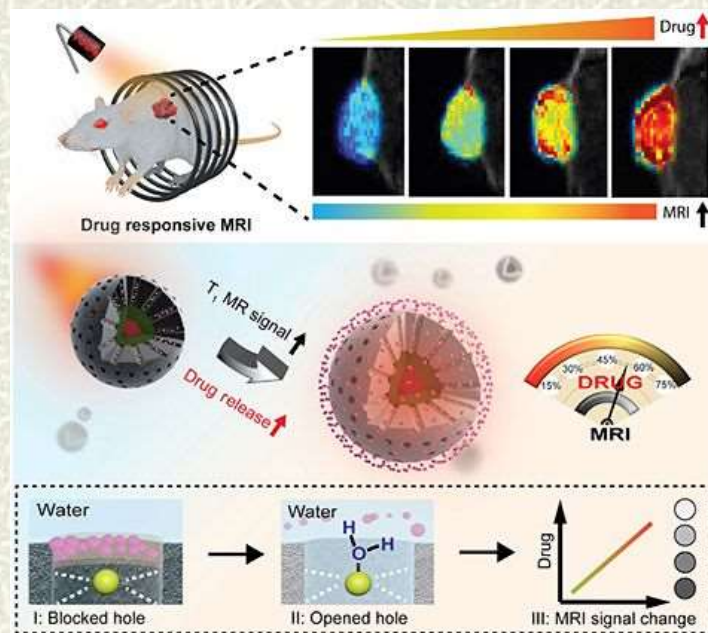 Drug
Drug responsive MRI
MRI
T1 MR signal
Drug release
15% 30% 45% 60% 75%
DRUG
MRI
Water
I: Blocked hole
Water
H
H
O
II: Opened hole
Drug
III: MRI signal change